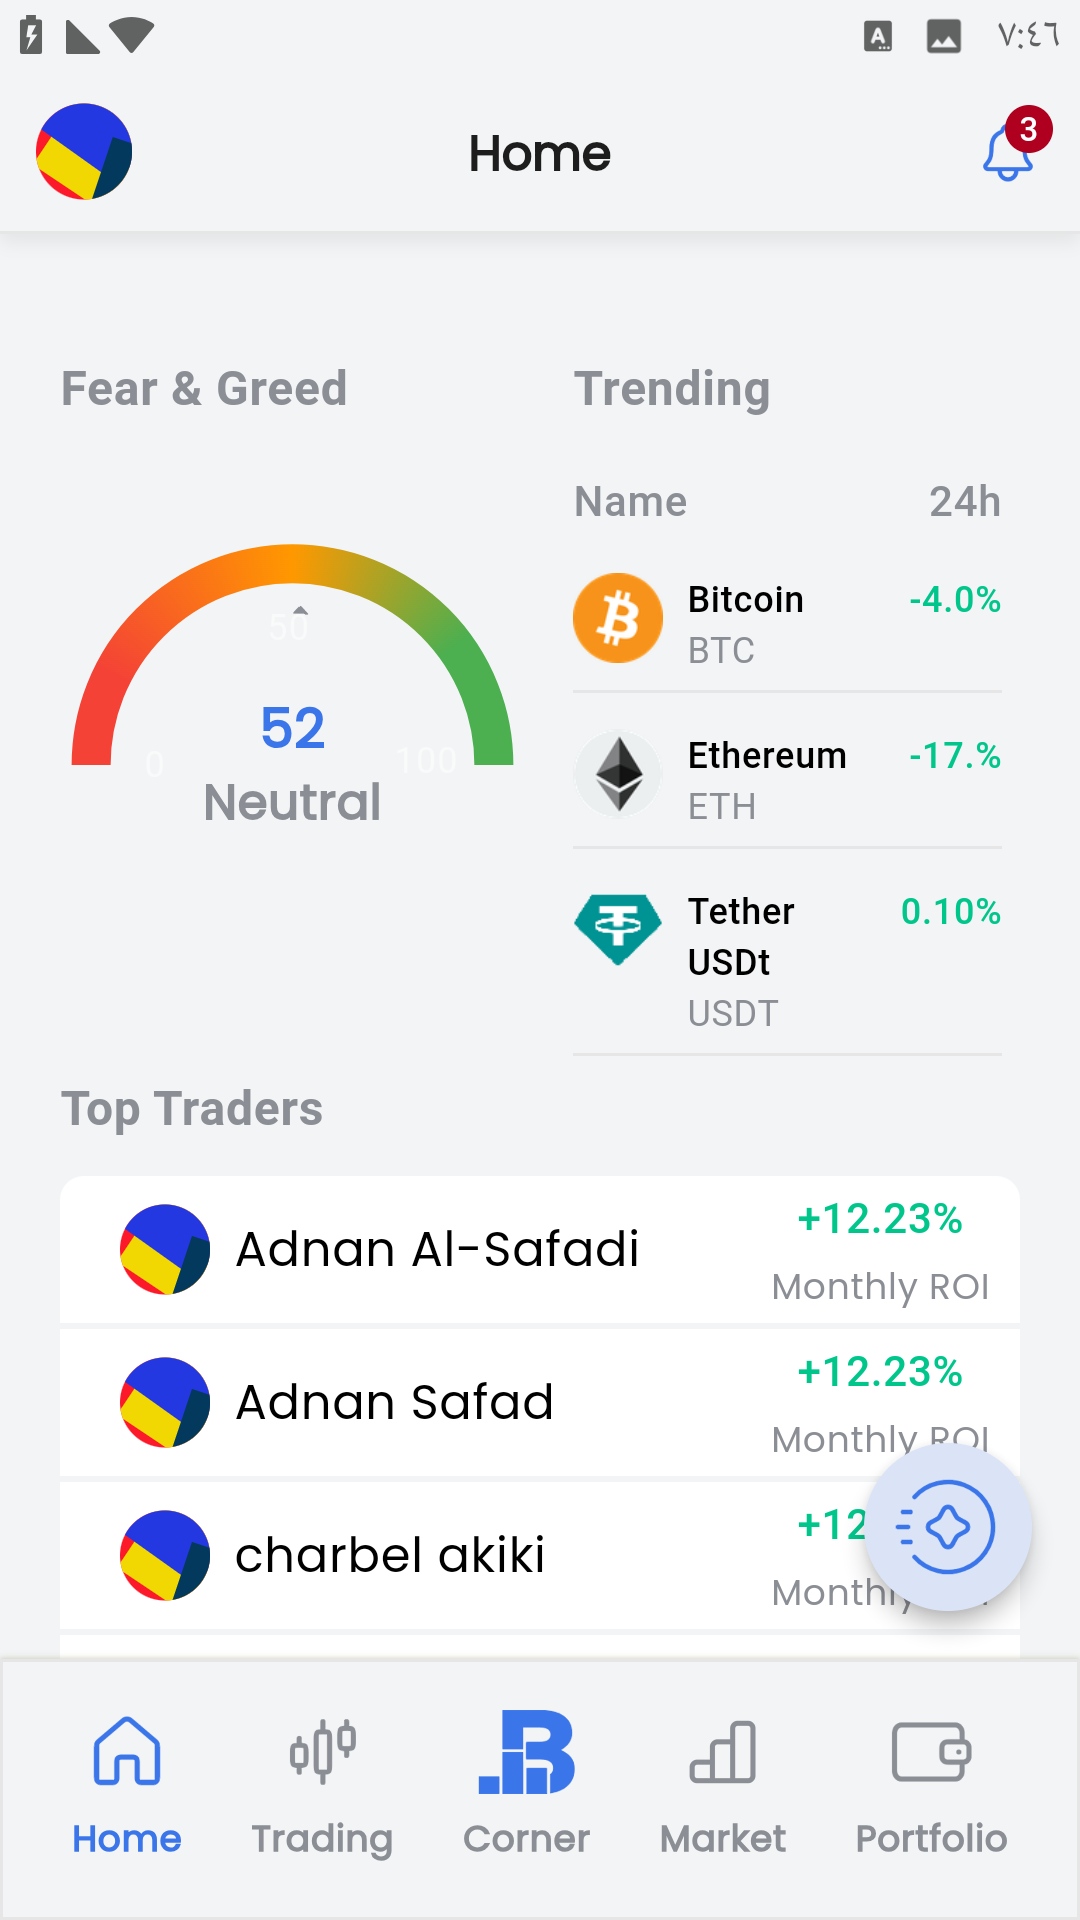 ٧:٤٦
Home
3
Fear & Greed
Trending
Name
24h
50
52
0
100
Neutral
Bitcoin
-4.0%
BTC
Ethereum
-17.%
ETH
Tether
USDt
0.10%
USDT
Top Traders
Adnan Al-Safadi
+12.23%
Monthly ROI
Adnan Safad
+12.23%
Monthly ROI
charbel akiki
+12
Monthly
Home
Trading
Corner
Market
Portfolio